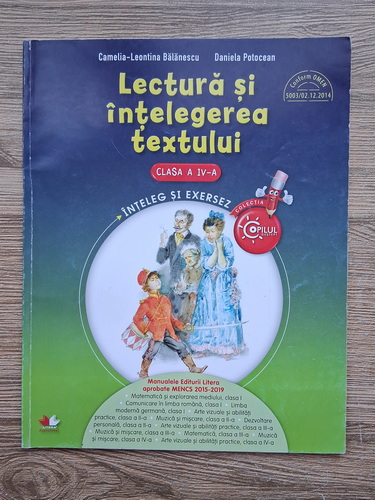 Camelia-Leontina Bălănescu Daniela Potocean
Lectură și
înțelegerea
textului
Conform OMEN
5003/02.12.2014
CLASA A IV-A
ÎNȚELEG ȘI EXERSEZ
COLECȚIA
COPILUL
Manualele Editurii Litera
aprobate MENCS 2015-2019
• Matematică și explorarea mediului, clasa I
• Comunicare în limba română, clasa I • Limba
modernă germană, clasa I • Arte vizuale și abilități
practice, clasa a II-a • Muzică și mișcare, clasa a II-a • Dezvoltare
personală, clasa a II-a • Arte vizuale și abilități practice, clasa a III-a
• Muzică și mișcare, clasa a III-a • Matematică, clasa a III-a • Muzică
și mișcare, clasa a IV-a • Arte vizuale și abilități practice, clasa a IV-a